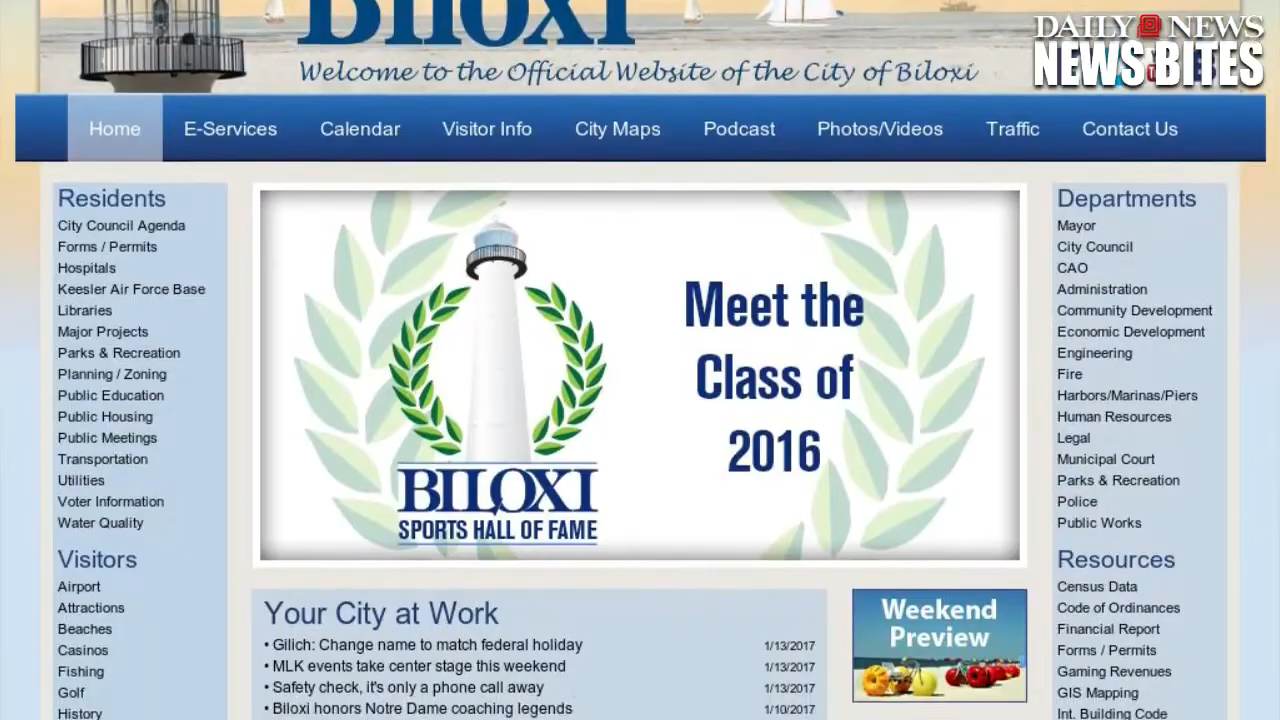 Biloxi
DAILY NEWS
NEWS BITES
Welcome to the Official Website of the City of Biloxi
Home E-Services Calendar Visitor Info City Maps Podcast Photos/Videos Traffic Contact Us
Residents
City Council Agenda
Forms / Permits
Hospitals
Keesler Air Force Base
Libraries
Major Projects
Parks & Recreation
Planning / Zoning
Public Education
Public Housing
Public Meetings
Transportation
Utilities
Voter Information
Water Quality
Visitors
Airport
Attractions
Beaches
Casinos
Fishing
Golf
History
Meet the
Class of
2016
BILOXI
SPORTS HALL OF FAME
Your City at Work
• Gilich: Change name to match federal holiday 1/13/2017
• MLK events take center stage this weekend 1/13/2017
• Safety check, it's only a phone call away 1/13/2017
• Biloxi honors Notre Dame coaching legends 1/10/2017
Weekend
Preview
Departments
Mayor
City Council
CAO
Administration
Community Development
Economic Development
Engineering
Fire
Harbors/Marinas/Piers
Human Resources
Legal
Municipal Court
Parks & Recreation
Police
Public Works
Resources
Census Data
Code of Ordinances
Financial Report
Forms / Permits
Gaming Revenues
GIS Mapping
Int. Building Code